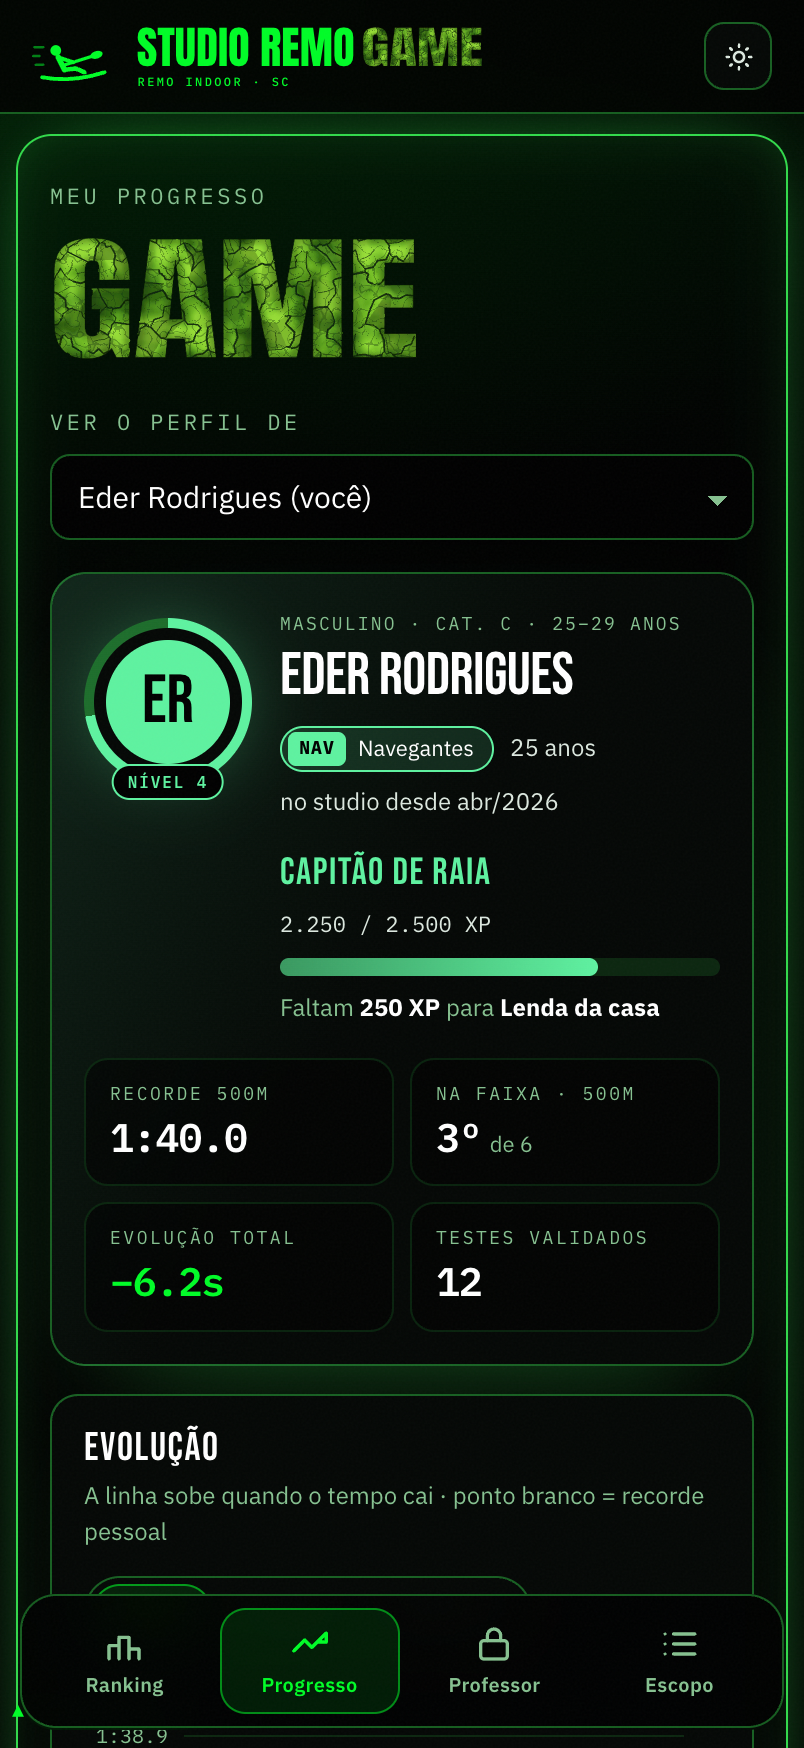 STUDIO REMO GAME
REMO INDOOR · SC
MEU PROGRESSO
GAME
VER O PERFIL DE
Eder Rodrigues (você)
ER
NÍVEL 4
MASCULINO · CAT. C · 25–29 ANOS
EDER RODRIGUES
NAV Navegantes 25 anos
no studio desde abr/2026
CAPITÃO DE RAIA
2.250 / 2.500 XP
Faltam 250 XP para Lenda da casa
RECORDE 500M
1:40.0
NA FAIXA · 500M
3º de 6
EVOLUÇÃO TOTAL
−6.2s
TESTES VALIDADOS
12
EVOLUÇÃO
A linha sobe quando o tempo cai · ponto branco = recorde
pessoal
Ranking
Progresso
Professor
Escopo
1:38.9